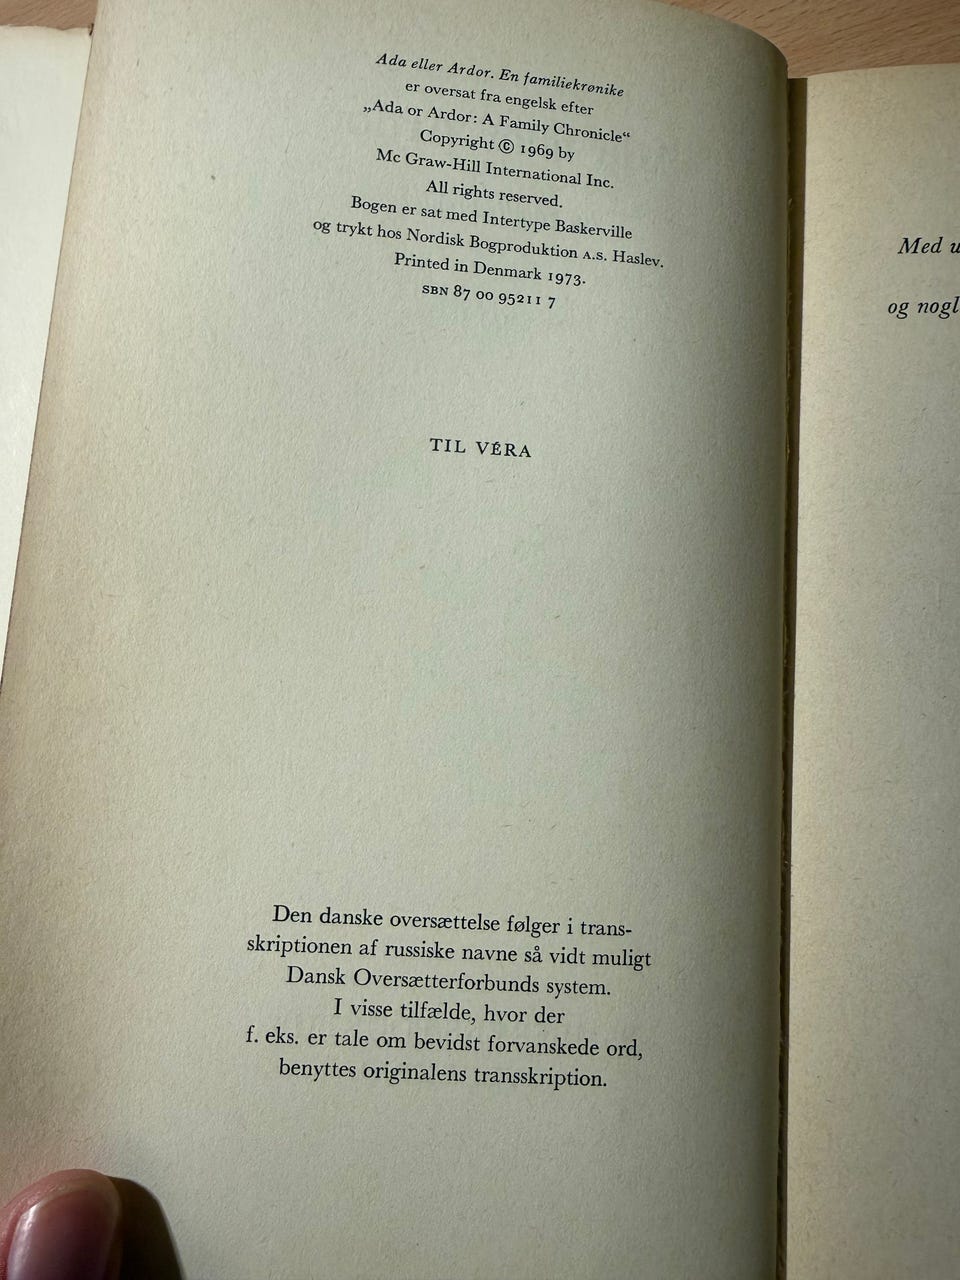 Ada eller Ardor. En familiekrønike
er oversat fra engelsk efter
„Ada or Ardor: A Family Chronicle“
Copyright © 1969 by
Mc Graw-Hill International Inc.
All rights reserved.
Bogen er sat med Intertype Baskerville
og trykt hos Nordisk Bogproduktion A.S. Haslev.
Printed in Denmark 1973.
SBN 87 00 95211 7
TIL VÉRA
Den danske oversættelse følger i trans-
skriptionen af russiske navne så vidt muligt
Dansk Oversætterforbunds system.
I visse tilfælde, hvor der
f. eks. er tale om bevidst forvanskede ord,
benyttes originalens transskription.
Med
og